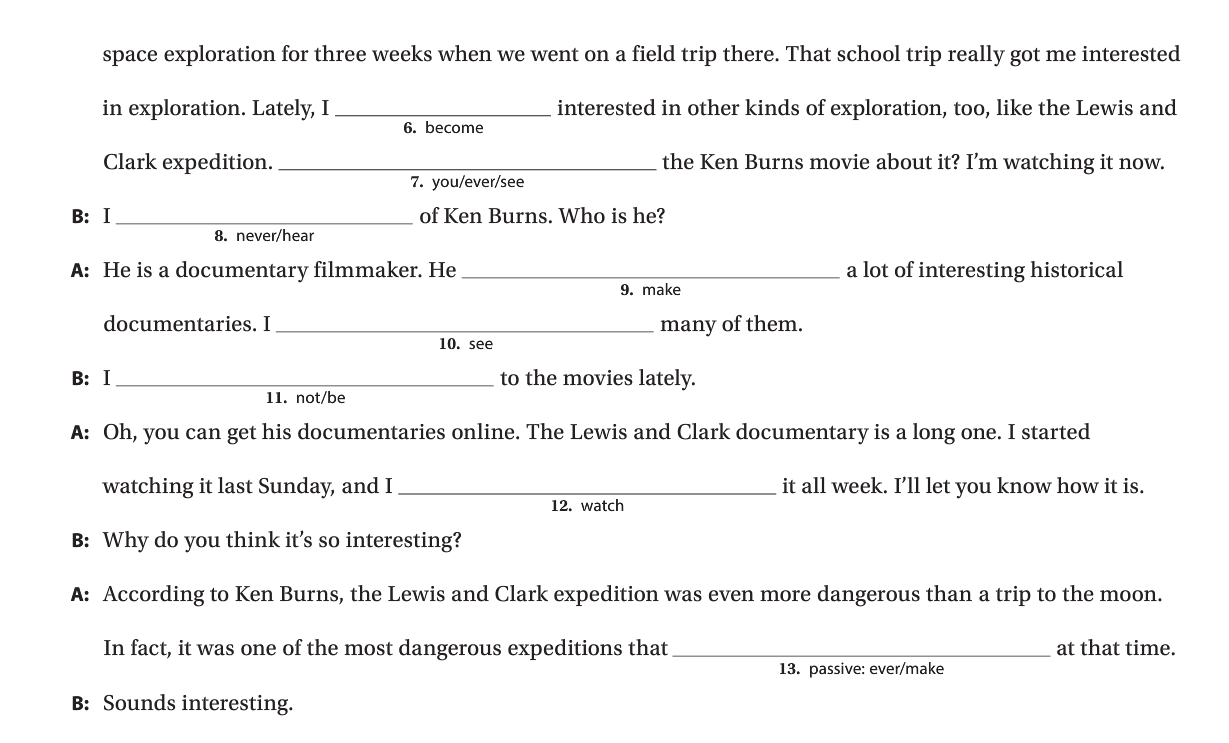 space exploration for three weeks when we went on a field trip there. That school trip really got me interested
in exploration. Lately, I ____________________ interested in other kinds of exploration, too, like the Lewis and
6. become
Clark expedition. ____________________ the Ken Burns movie about it? I’m watching it now.
7. you/ever/see
B: I ____________________ of Ken Burns. Who is he?
8. never/hear
A: He is a documentary filmmaker. He ____________________ a lot of interesting historical
9. make
documentaries. I ____________________ many of them.
10. see
B: I ____________________ to the movies lately.
11. not/be
A: Oh, you can get his documentaries online. The Lewis and Clark documentary is a long one. I started
watching it last Sunday, and I ____________________ it all week. I’ll let you know how it is.
12. watch
B: Why do you think it’s so interesting?
A: According to Ken Burns, the Lewis and Clark expedition was even more dangerous than a trip to the moon.
In fact, it was one of the most dangerous expeditions that ____________________ at that time.
13. passive: ever/make
B: Sounds interesting.